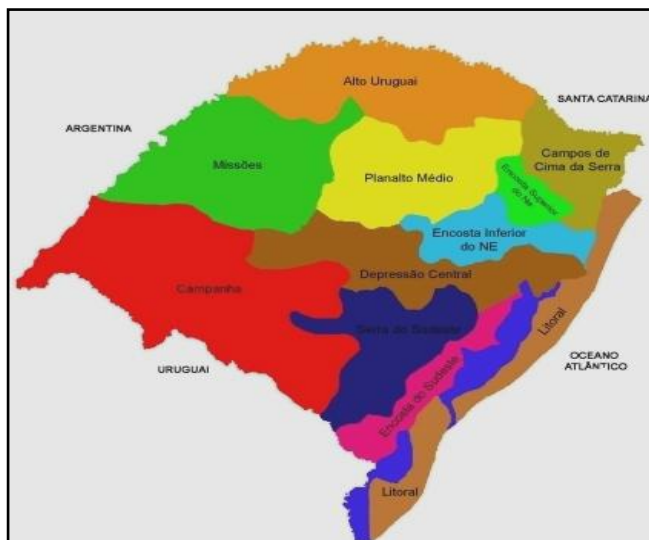 Alto Uruguai
SANTA CATARINA
ARGENTINA
Missões
Planalto Médio
Campos de
Cima da Serra
Encosta Superior
do Ne
Encosta Inferior
do NE
Depressão Central
Campanha
Serra do Sudeste
Litoral
OCEANO
ATLÂNTICO
URUGUAI
Encosta do Sudeste
Litoral